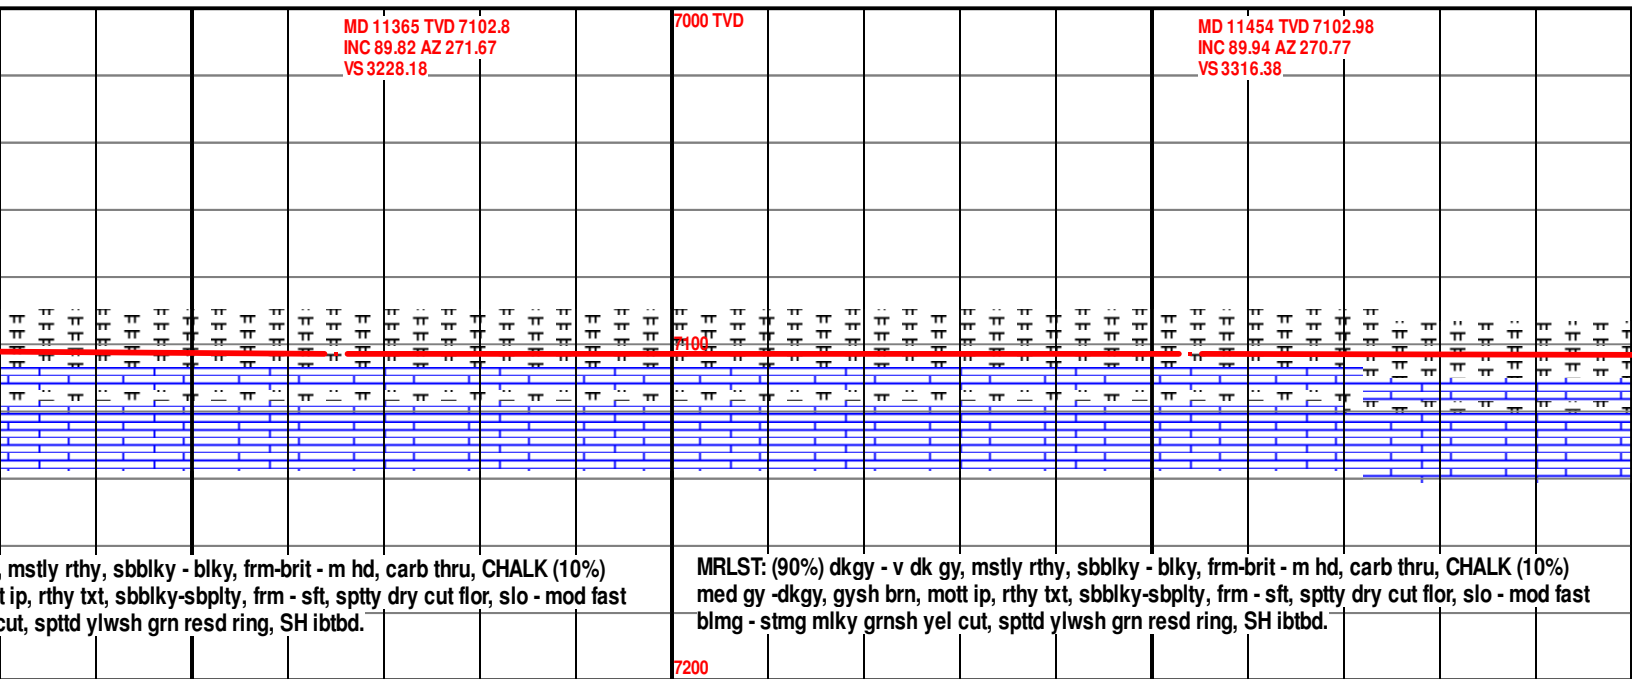 MD 11365 TVD 7102.8
INC 89.82 AZ 271.67
VS 3228.18
7000 TVD
MD 11454 TVD 7102.98
INC 89.94 AZ 270.77
VS 3316.38
7100
, mstly rthy, sbblky - blky, frm-brit - m hd, carb thru, CHALK (10%)
t ip, rthy txt, sbblky-sbplty, frm - sft, sptty dry cut flor, slo - mod fast
cut, spttd ylwsh grn resd ring, SH ibtbd.
MRLST: (90%) dkgy - v dk gy, mstly rthy, sbblky - blky, frm-brit - m hd, carb thru, CHALK (10%)
med gy -dkgy, gysh brn, mott ip, rthy txt, sbblky-sbplty, frm - sft, sptty dry cut flor, slo - mod fast
blmg - stmg mlky grnsh yel cut, spttd ylwsh grn resd ring, SH ibtbd.
7200